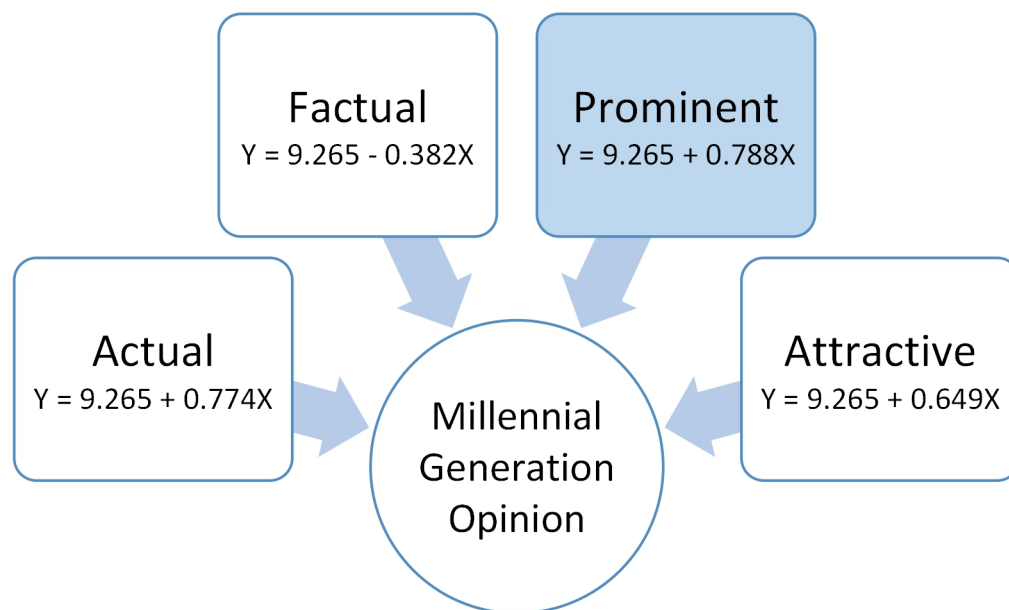 Factual
Y = 9.265 - 0.382X
Prominent
Y = 9.265 + 0.788X
Actual
Y = 9.265 + 0.774X
Attractive
Y = 9.265 + 0.649X
Millennial
Generation
Opinion